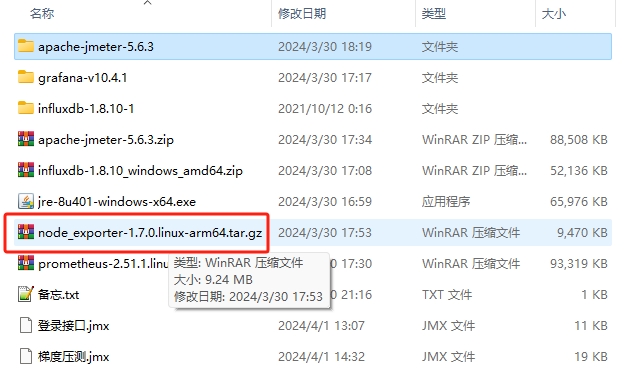 名称 修改日期 类型 大小
apache-jmeter-5.6.3 2024/3/30 18:19 文件夹
grafana-v10.4.1 2024/3/30 17:17 文件夹
influxdb-1.8.10-1 2021/10/12 0:16 文件夹
apache-jmeter-5.6.3.zip 2024/3/30 17:34 WinRAR ZIP 压缩... 88,508 KB
influxdb-1.8.10_windows_amd64.zip 2024/3/30 17:08 WinRAR ZIP 压缩... 52,136 KB
jre-8u401-windows-x64.exe 2024/3/30 17:59 应用程序 65,976 KB
node_exporter-1.7.0.linux-arm64.tar.gz 2024/3/30 17:53 WinRAR 压缩文件 9,470 KB
prometheus-2.51.1.linu 17:30 WinRAR 压缩文件 93,319 KB
类型: WinRAR 压缩文件
大小: 9.24 MB
修改日期: 2024/3/30 17:53
备忘.txt 21:16 TXT 文件 1 KB
登录接口.jmx 2024/4/1 13:07 JMX 文件 11 KB
梯度压测.jmx 2024/4/1 14:32 JMX 文件 19 KB